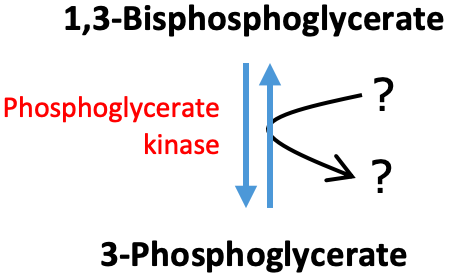 1,3-Bisphosphoglycerate
Phosphoglycerate
kinase
?
?
3-Phosphoglycerate